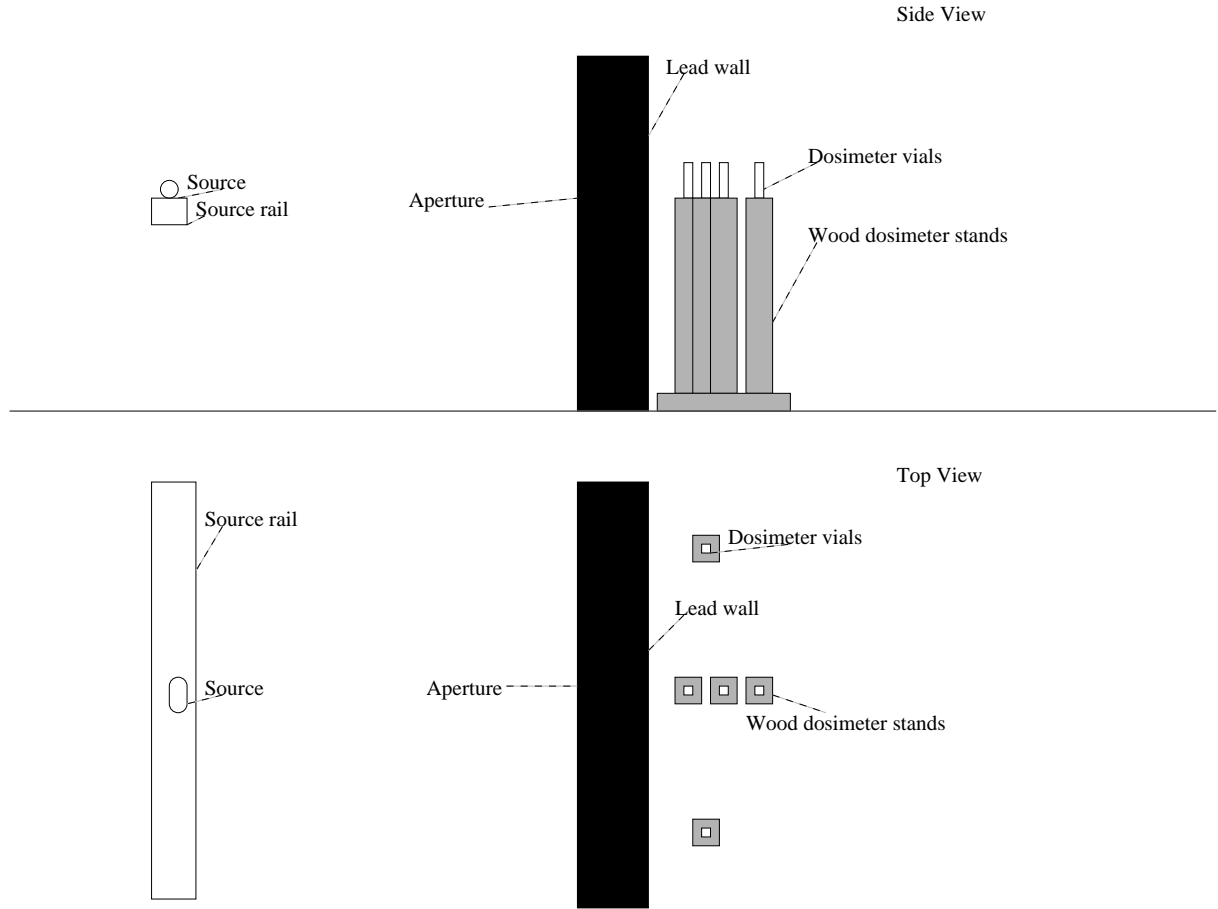 Side View
Lead wall
Dosimeter vials
Source
Aperture
Source rail
Wood dosimeter stands
Top View
Source rail
Dosimeter vials
Lead wall
Source
Aperture
Wood dosimeter stands